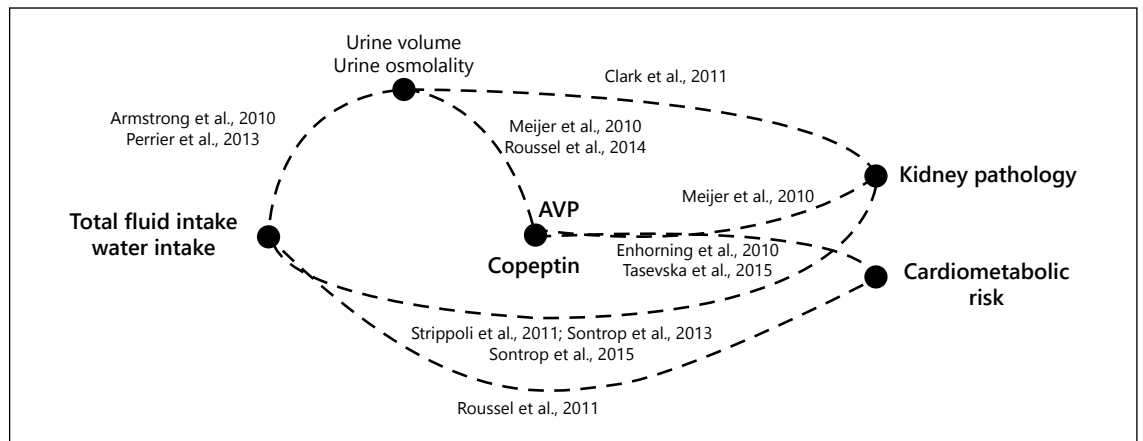 Urine volume
Urine osmolality
Clark et al., 2011
Armstrong et al., 2010
Perrier et al., 2013
Meijer et al., 2010
Roussel et al., 2014
Kidney pathology
Meijer et al., 2010
Total fluid intake
water intake
AVP
Copeptin
Enhorning et al., 2010
Tasevska et al., 2015
Cardiometabolic
risk
Strippoli et al., 2011; Sontrop et al., 2013
Sontrop et al., 2015
Roussel et al., 2011